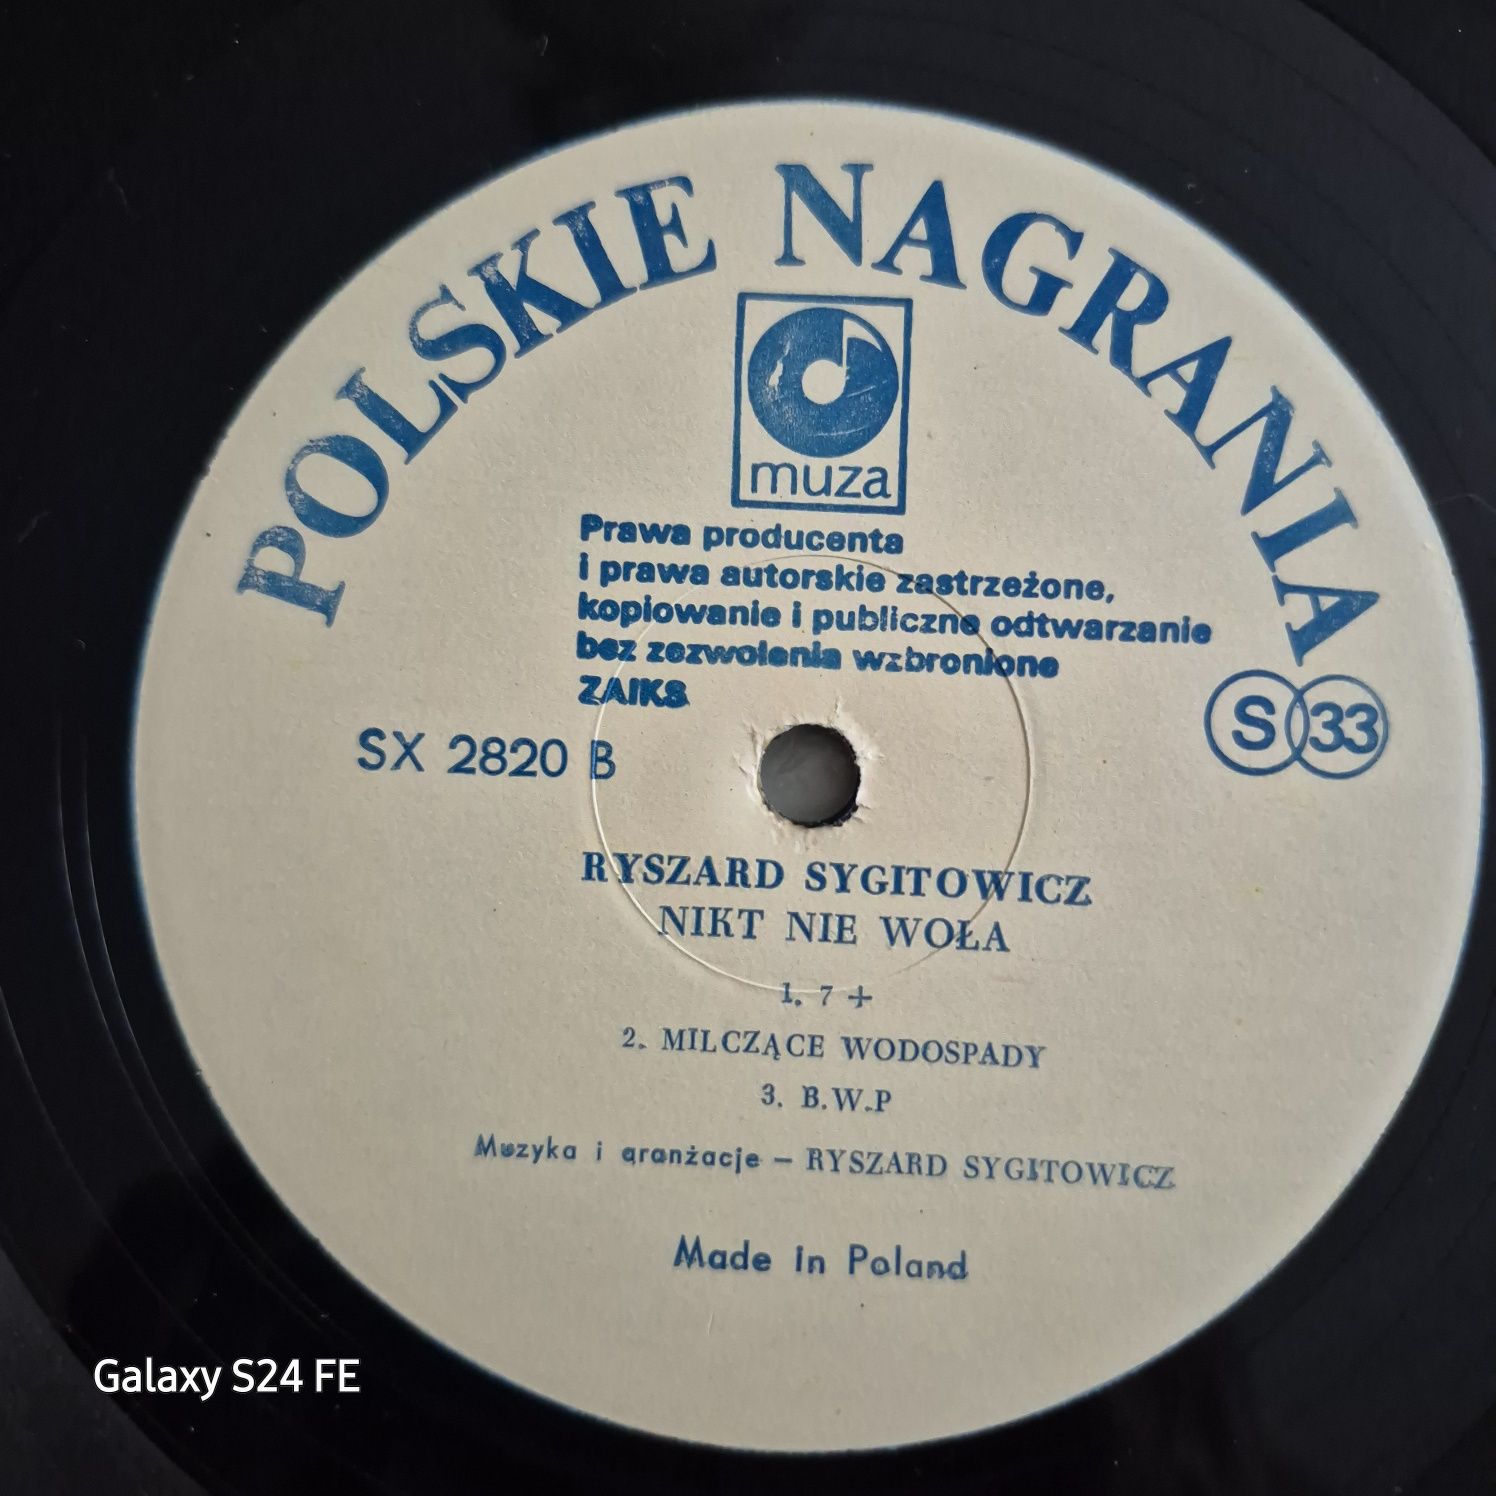 POLSKIE NAGRANIA
muza
Prawa producenta
i prawa autorskie zastrzeżone,
kopiowanie i publiczne odtwarzanie
bez zezwolenia wzbronione
ZAIKS
S 33
SX 2820 B
RYSZARD SYGITOWICZ
NIKT NIE WOŁA
1. 7 +
2. MILCZĄCE WODOSPADY
3. B.W.P
Muzyka i aranżacje – RYSZARD SYGITOWICZ
Made in Poland
Galaxy S24 FE